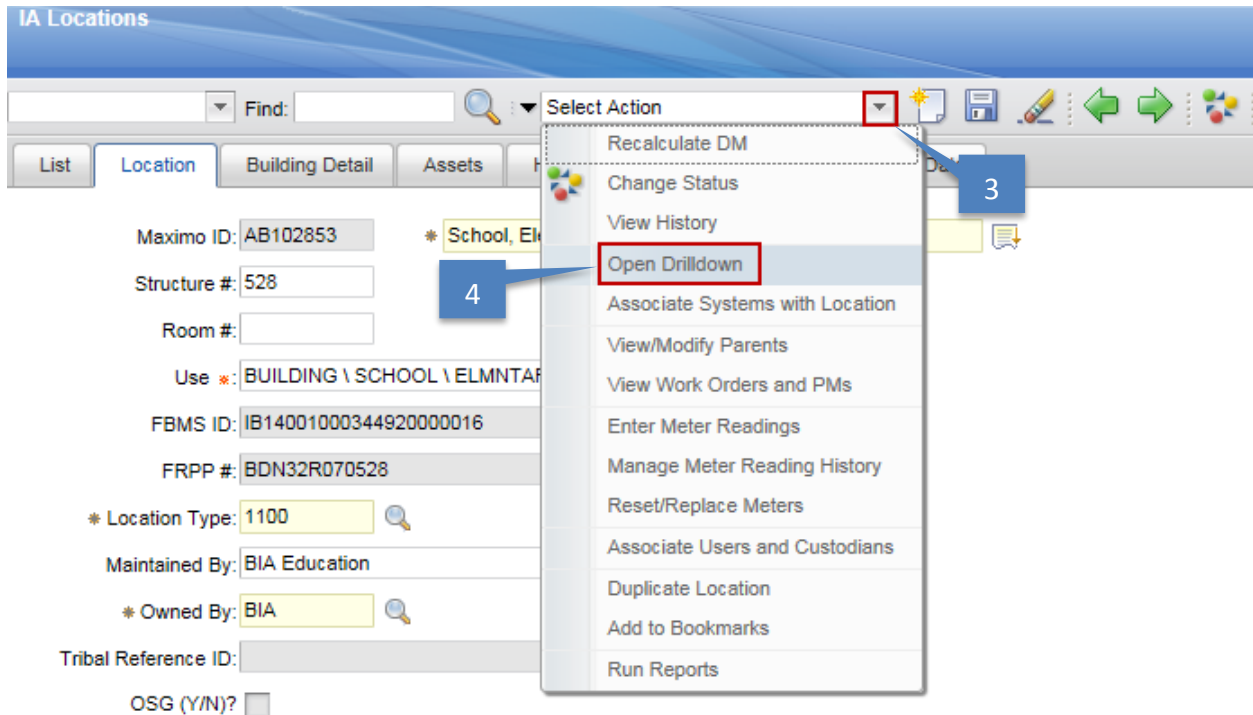 IA Locations
Find:
Select Action
List
Location
Building Detail
Assets
Recalculate DM
Change Status
View History
Open Drilldown
Associate Systems with Location
View/Modify Parents
View Work Orders and PMs
Enter Meter Readings
Manage Meter Reading History
Reset/Replace Meters
Associate Users and Custodians
Duplicate Location
Add to Bookmarks
Run Reports
3
4
Maximo ID: AB102853 * School, El
Structure #: 528
Room #:
Use *: BUILDING \ SCHOOL \ ELMNTAR
FBMS ID: IB14001000344920000016
FRPP #: BDN32R070528
* Location Type: 1100
Maintained By: BIA Education
* Owned By: BIA
Tribal Reference ID:
OSG (Y/N)?